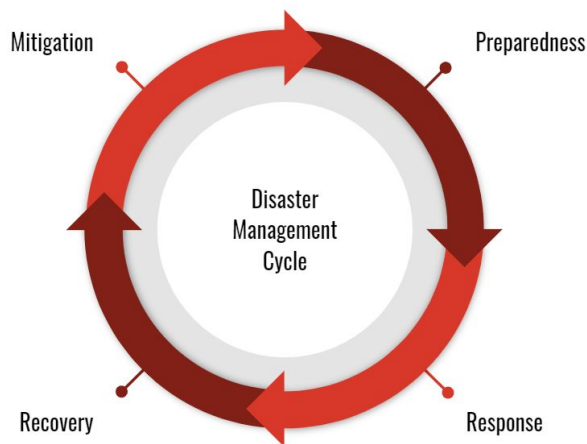 Mitigation
Preparedness
Disaster
Management
Cycle
Recovery
Response